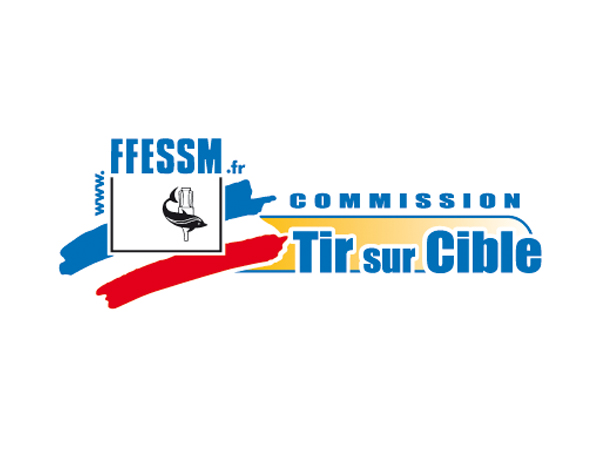 www.
FFESSM.fr
COMMISSION
Tir sur Cible